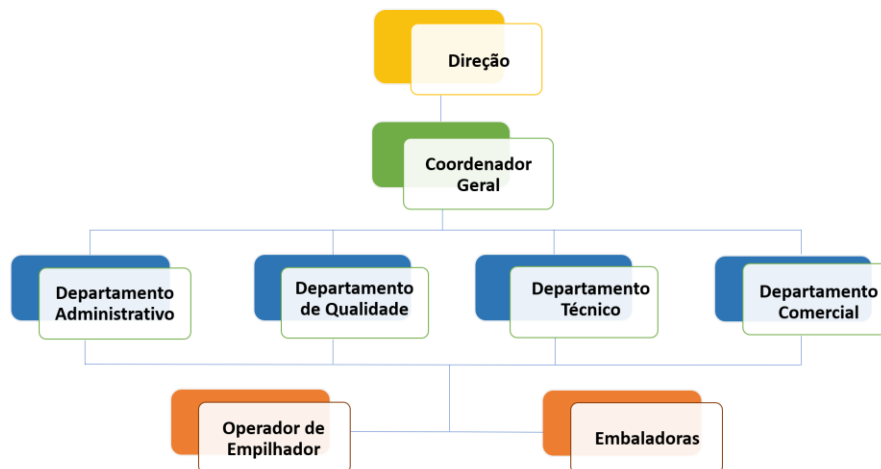 Direção
Coordenador
Geral
Departamento
Administrativo
Departamento
de Qualidade
Departamento
Técnico
Departamento
Comercial
Operador de
Empilhador
Embaladoras